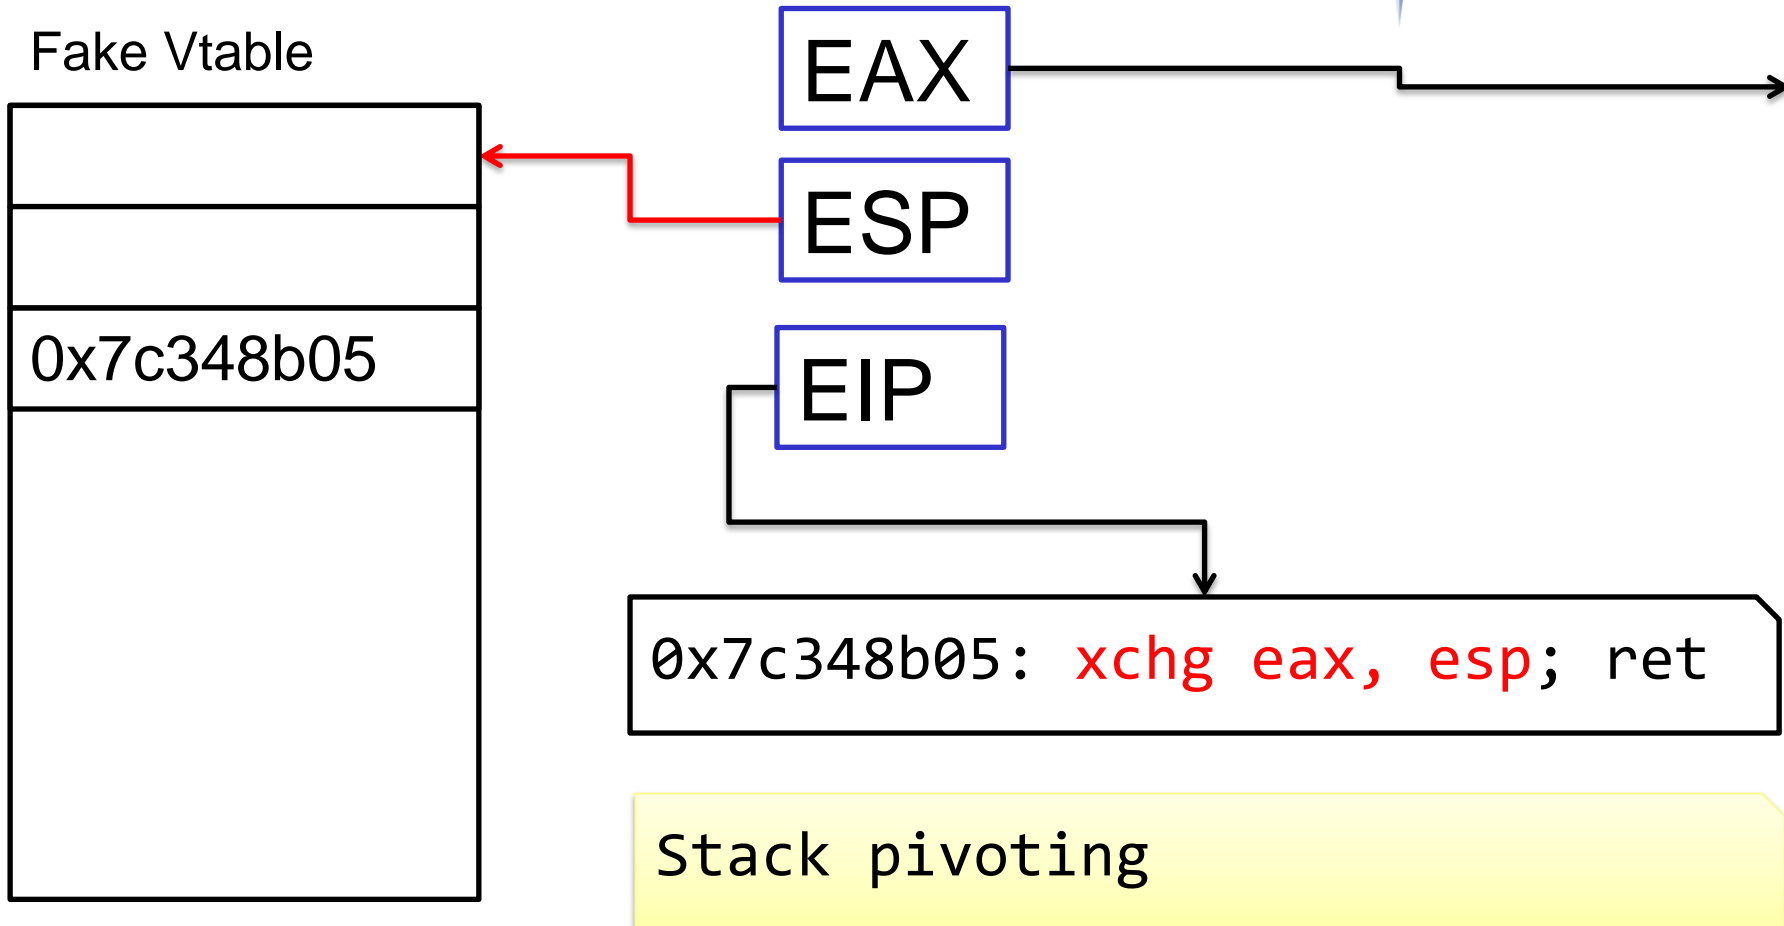 Fake Vtable
EAX
ESP
0x7c348b05
EIP
0x7c348b05: xchg eax, esp; ret
Stack pivoting